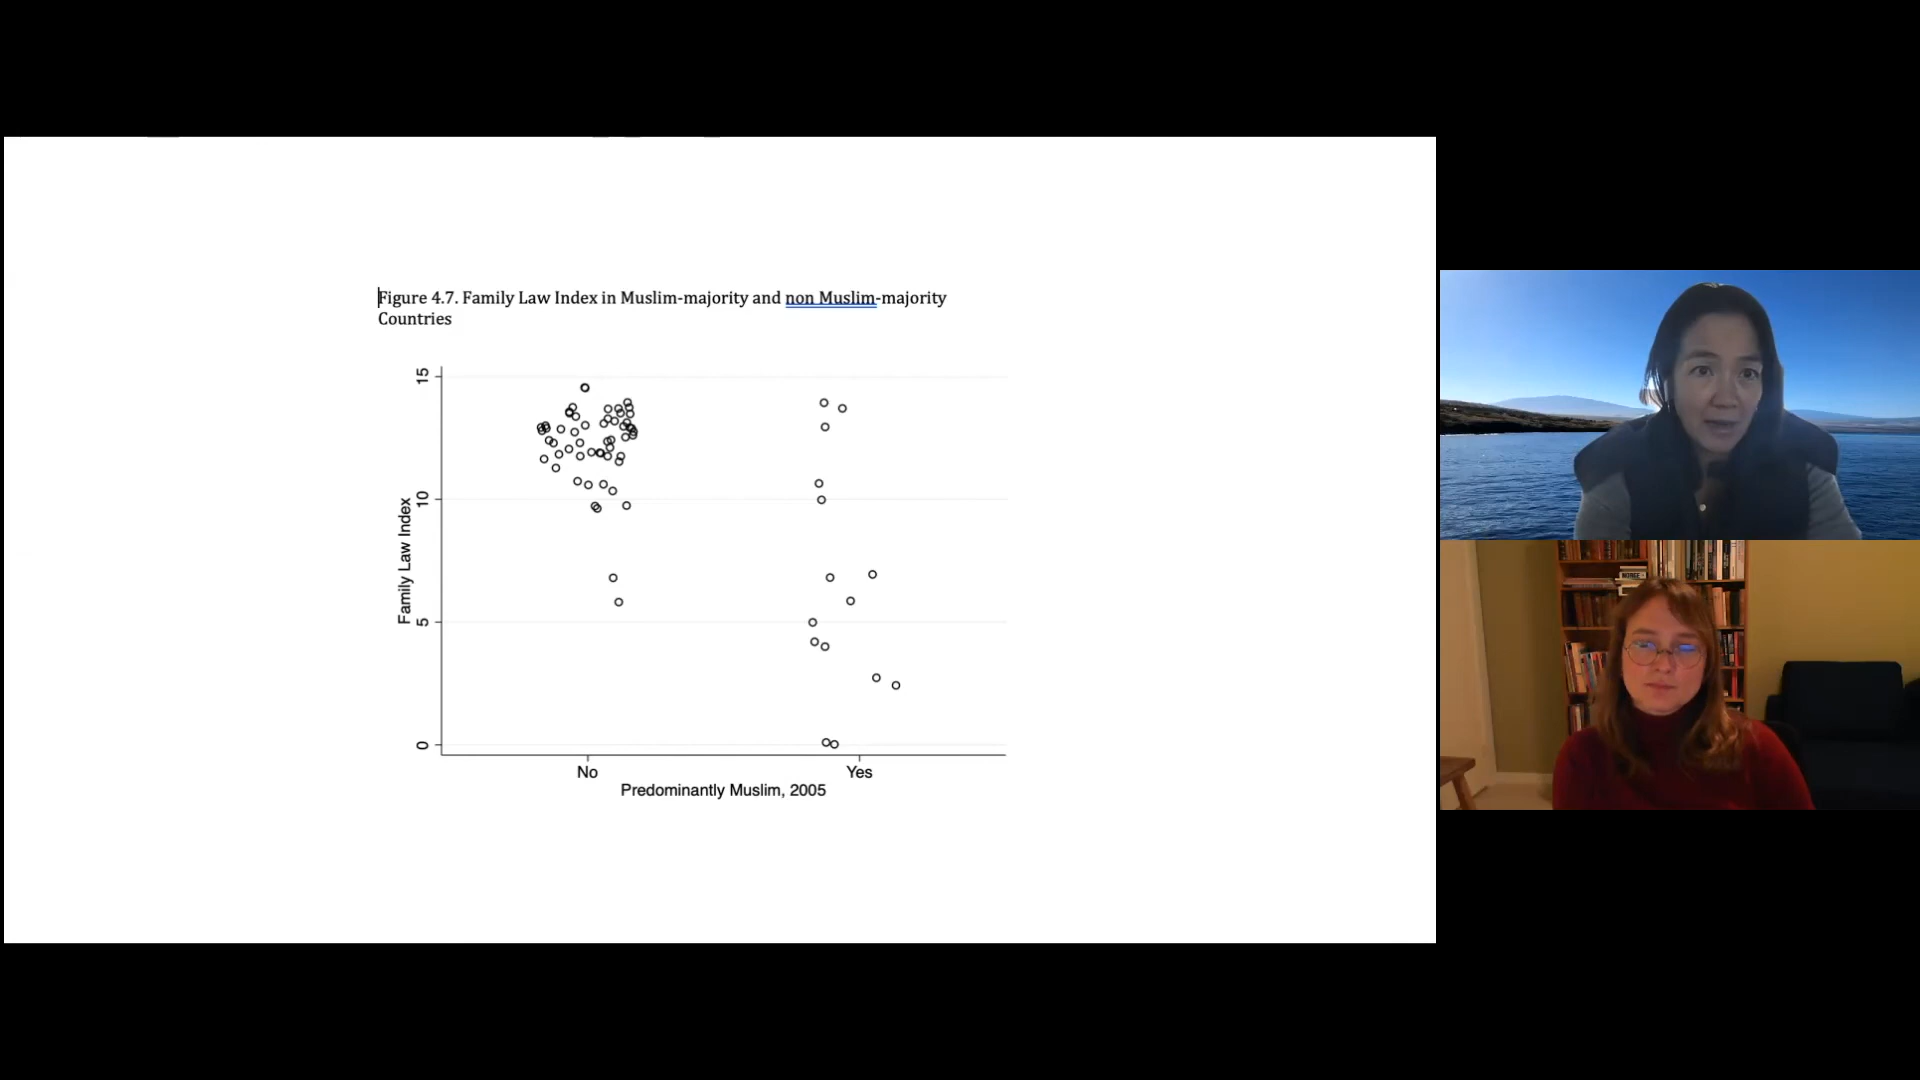 Figure 4.7. Family Law Index in Muslim-majority and non Muslim-majority
Countries
15
10
5
0
Family Law Index
No
Yes
Predominantly Muslim, 2005